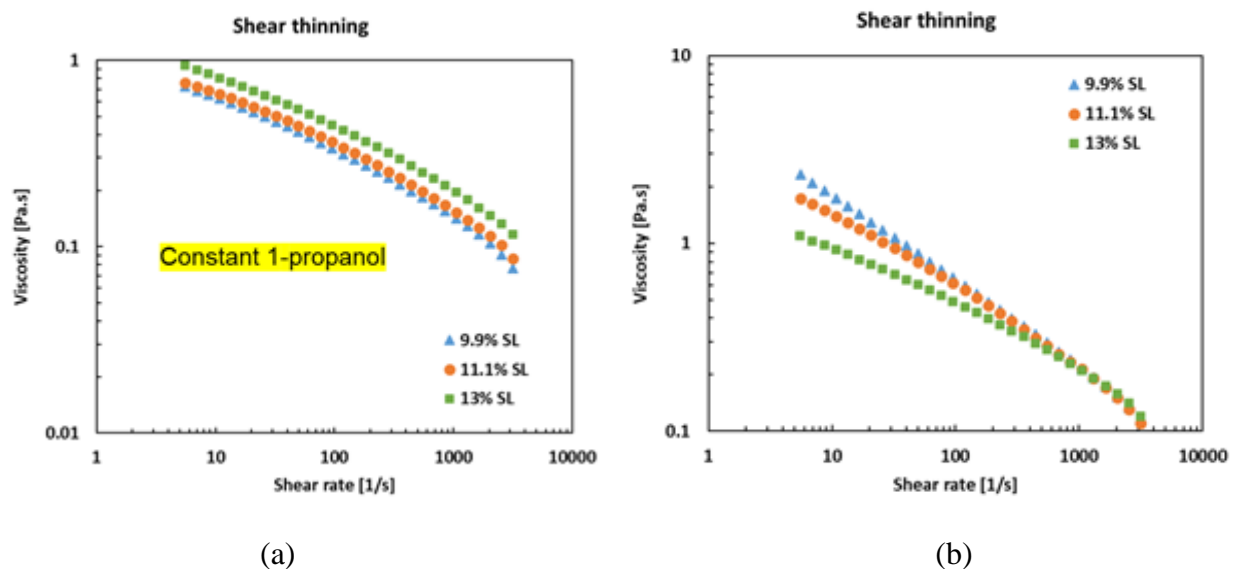 Shear thinning
1
0.1
0.01
Viscosity [Pa.s]
Constant 1-propanol
9.9% SL
11.1% SL
13% SL
1 10 100 1000 10000
Shear rate [1/s]
(a)
Shear thinning
10
1
0.1
Viscosity [Pa.s]
9.9% SL
11.1% SL
13% SL
1 10 100 1000 10000
Shear rate [1/s]
(b)